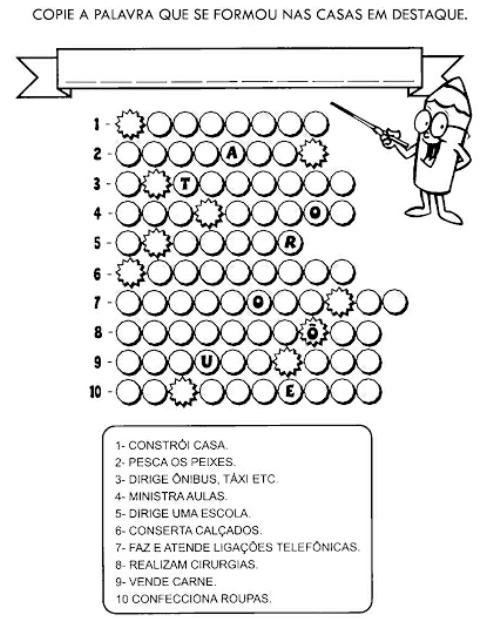 COPIE A PALAVRA QUE SE FORMOU NAS CASAS EM DESTAQUE.
1 -
2 - A
3 - T
4 - O
5 - R
6 -
7 - O
8 - Õ
9 - U
10 - E
1- CONSTRÓI CASA.
2- PESCA OS PEIXES.
3- DIRIGE ÔNIBUS, TÁXI ETC.
4- MINISTRA AULAS.
5- DIRIGE UMA ESCOLA.
6- CONSERTA CALÇADOS.
7- FAZ E ATENDE LIGAÇÕES TELEFÔNICAS.
8- REALIZAM CIRURGIAS.
9- VENDE CARNE.
10 CONFECCIONA ROUPAS.